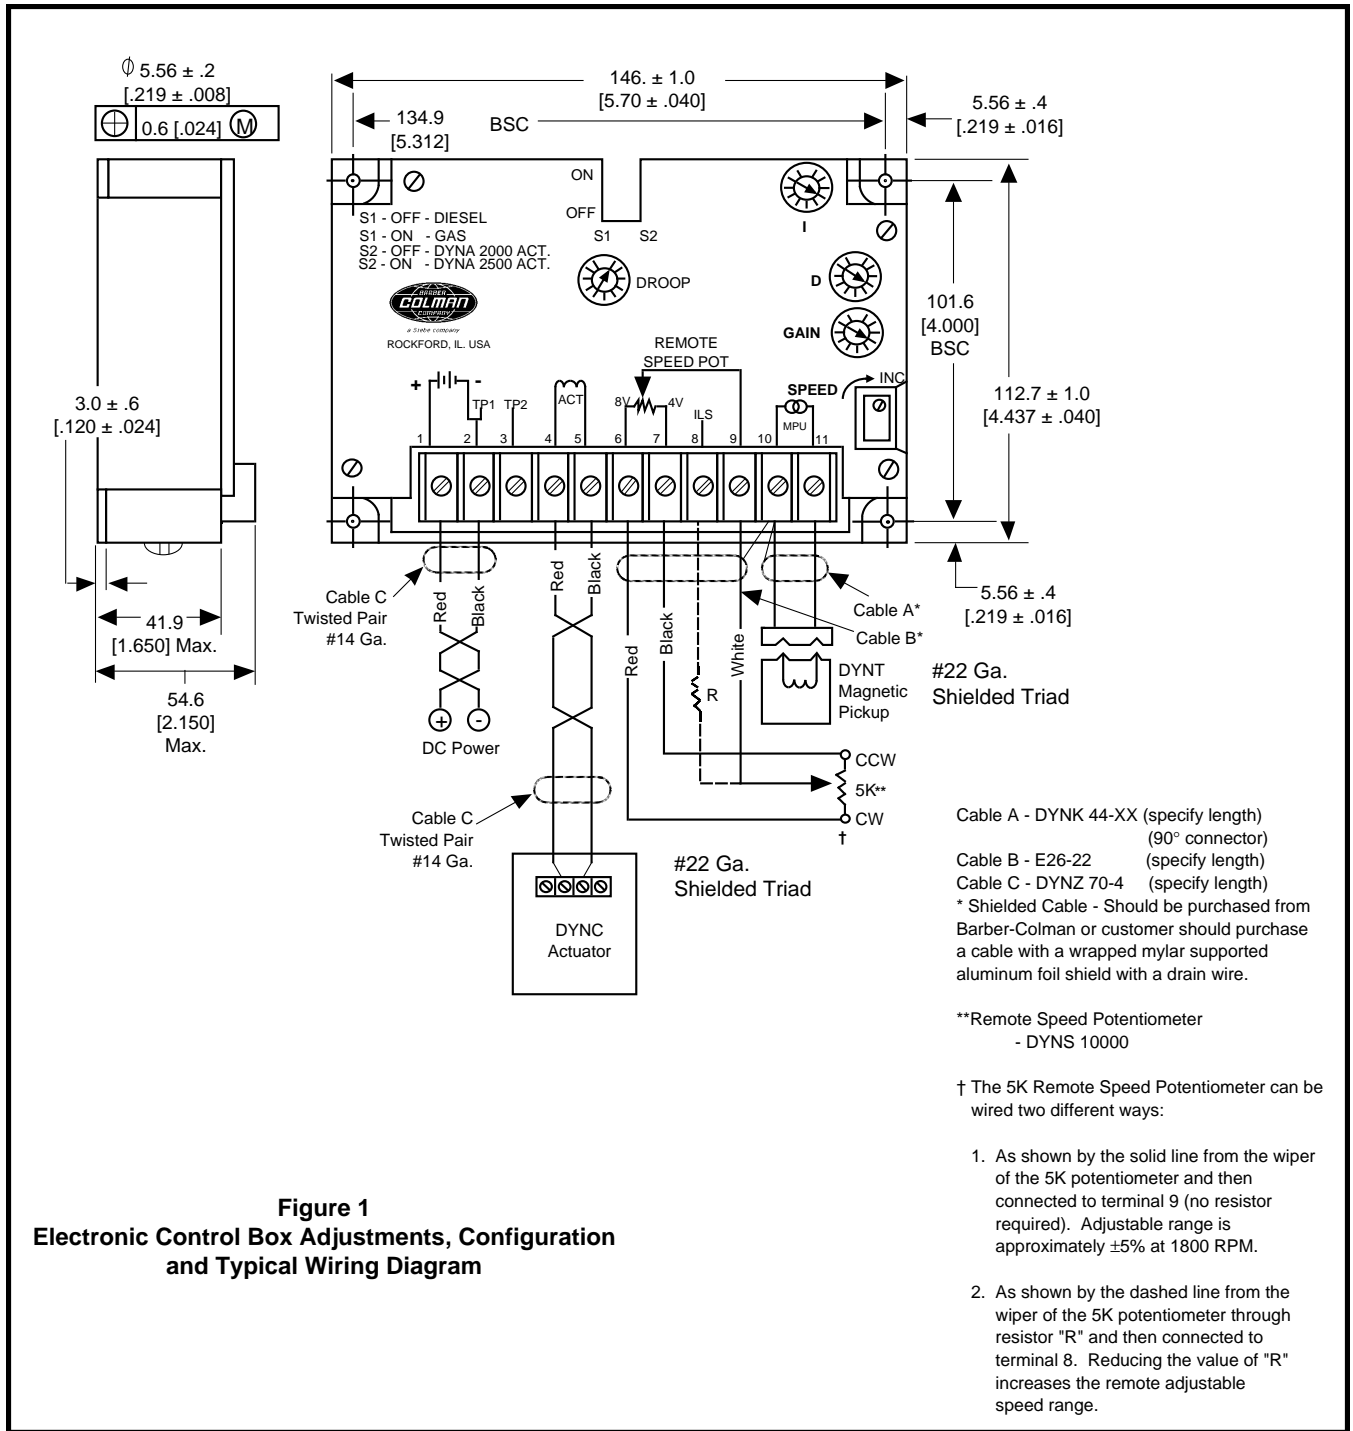 ∅ 5.56 ± .2
[.219 ± .008]
0.6 [.024] M
146. ± 1.0
[5.70 ± .040]
134.9
[5.312]
BSC
5.56 ± .4
[.219 ± .016]
ON
OFF
S1 S2
S1 - OFF - DIESEL
S1 - ON - GAS
S2 - OFF - DYNA 2000 ACT.
S2 - ON - DYNA 2500 ACT.
BARBER
COLMAN
COMPANY
a Siebe company
ROCKFORD, IL. USA
DROOP
I
D
GAIN
101.6
[4.000]
BSC
112.7 ± 1.0
[4.437 ± .040]
REMOTE
SPEED POT
SPEED
INC
+ -
TP1 TP2
ACT
8V 4V
ILS
MPU
1 2 3 4 5 6 7 8 9 10 11
3.0 ± .6
[.120 ± .024]
41.9
[1.650] Max.
54.6
[2.150]
Max.
5.56 ± .4
[.219 ± .016]
Cable C
Twisted Pair
#14 Ga.
Red
Black
+ -
DC Power
Red
Black
Red
Black
R
White
Cable A*
Cable B*
DYNT
Magnetic
Pickup
#22 Ga.
Shielded Triad
CCW
5K**
CW
†
Cable C
Twisted Pair
#14 Ga.
DYNC
Actuator
#22 Ga.
Shielded Triad
Cable A - DYNK 44-XX (specify length)
(90° connector)
Cable B - E26-22 (specify length)
Cable C - DYNZ 70-4 (specify length)
* Shielded Cable - Should be purchased from
Barber-Colman or customer should purchase
a cable with a wrapped mylar supported
aluminum foil shield with a drain wire.
**Remote Speed Potentiometer
- DYNS 10000
† The 5K Remote Speed Potentiometer can be
wired two different ways:
1. As shown by the solid line from the wiper
of the 5K potentiometer and then
connected to terminal 9 (no resistor
required). Adjustable range is
approximately ±5% at 1800 RPM.
2. As shown by the dashed line from the
wiper of the 5K potentiometer through
resistor "R" and then connected to
terminal 8. Reducing the value of "R"
increases the remote adjustable
speed range.
Figure 1
Electronic Control Box Adjustments, Configuration
and Typical Wiring Diagram